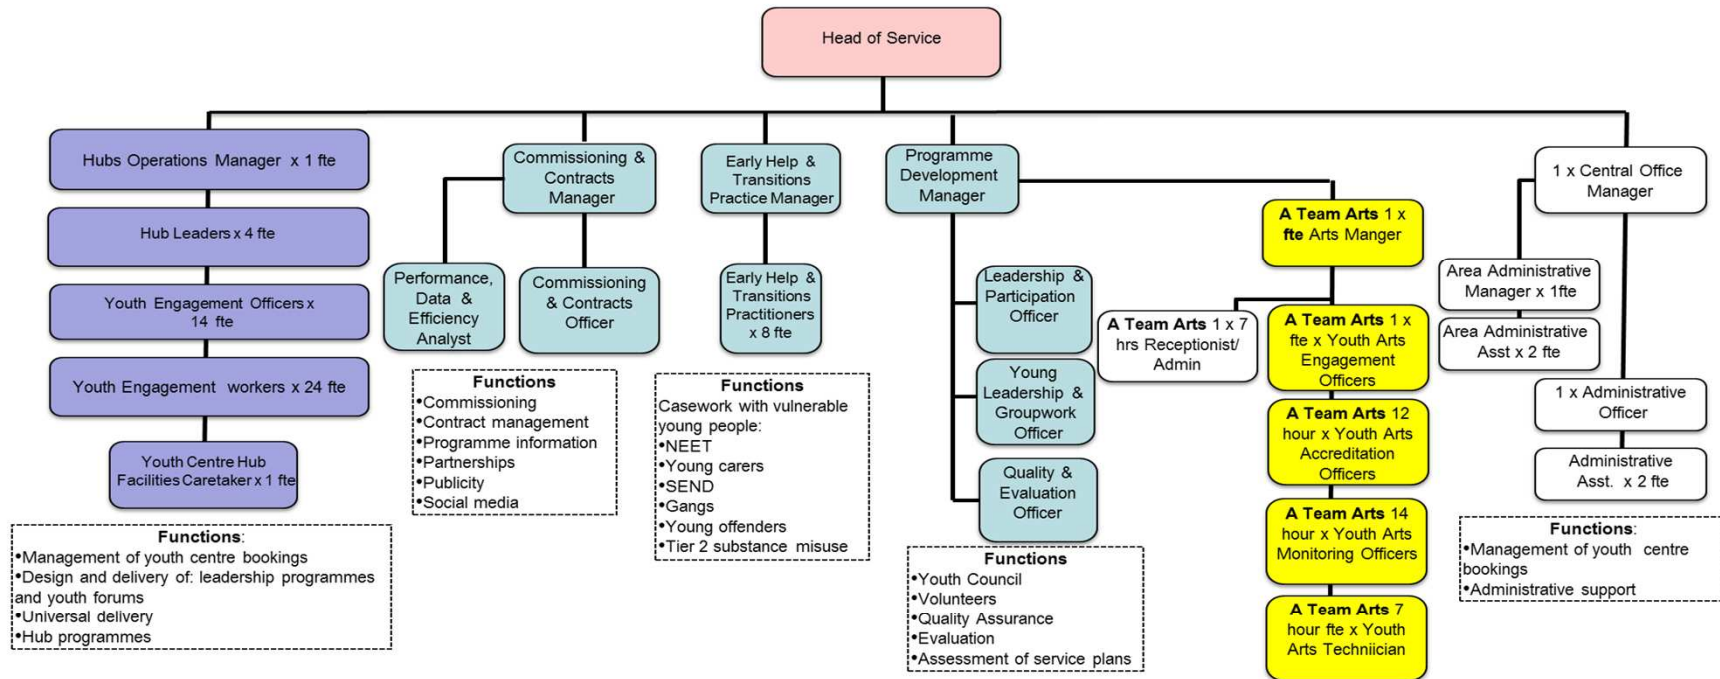 Head of Service
Hubs Operations Manager x 1 fte
Hub Leaders x 4 fte
Youth Engagement Officers x
14 fte
Youth Engagement workers x 24 fte
Youth Centre Hub
Facilities Caretaker x 1 fte
Functions:
•Management of youth centre bookings
•Design and delivery of: leadership programmes
and youth forums
•Universal delivery
•Hub programmes
Commissioning &
Contracts
Manager
Performance,
Data &
Efficiency
Analyst
Commissioning
& Contracts
Officer
Functions
•Commissioning
•Contract management
•Programme information
•Partnerships
•Publicity
•Social media
Early Help &
Transitions
Practice Manager
Early Help &
Transitions
Practitioners
x 8 fte
Functions
Casework with vulnerable
young people:
•NEET
•Young carers
•SEND
•Gangs
•Young offenders
•Tier 2 substance misuse
Programme
Development
Manager
Leadership &
Participation
Officer
Young
Leadership
& Groupwork
Officer
Quality &
Evaluation
Officer
Functions
•Youth Council
•Volunteers
•Quality Assurance
•Evaluation
•Assessment of service plans
A Team Arts 1 x
fte Arts Manger
A Team Arts 1 x 7
hrs Receptionist/
Admin
A Team Arts 1 x
fte x Youth Arts
Engagement
Officers
A Team Arts 12
hour x Youth Arts
Accreditation
Officers
A Team Arts 14
hour x Youth Arts
Monitoring Officers
A Team Arts 7
hour fte x Youth
Arts Techniician
1 x Central Office
Manager
Area Administrative
Manager x 1fte
Area Administrative
Asst x 2 fte
1 x Administrative
Officer
Administrative
Asst. x 2 fte
Functions:
•Management of youth centre
bookings
•Administrative support